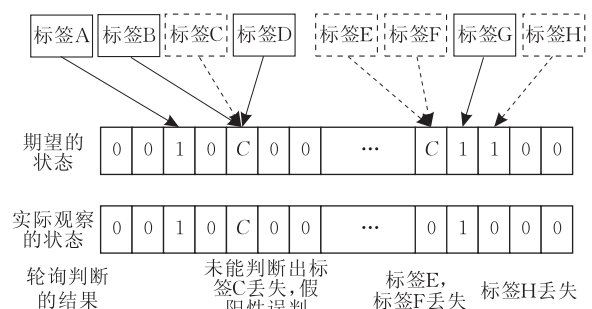 标签A 标签B 标签C 标签D 标签E 标签F 标签G 标签H
期望的
状态
0 0 1 0 C 0 0 ... C 1 1 0 0
实际观察
的状态
0 0 1 0 C 0 0 ... 0 1 0 0 0
轮询判断
的结果
未能判断出标
签C丢失,假
阳性误判
标签E,
标签F丢失
标签H丢失